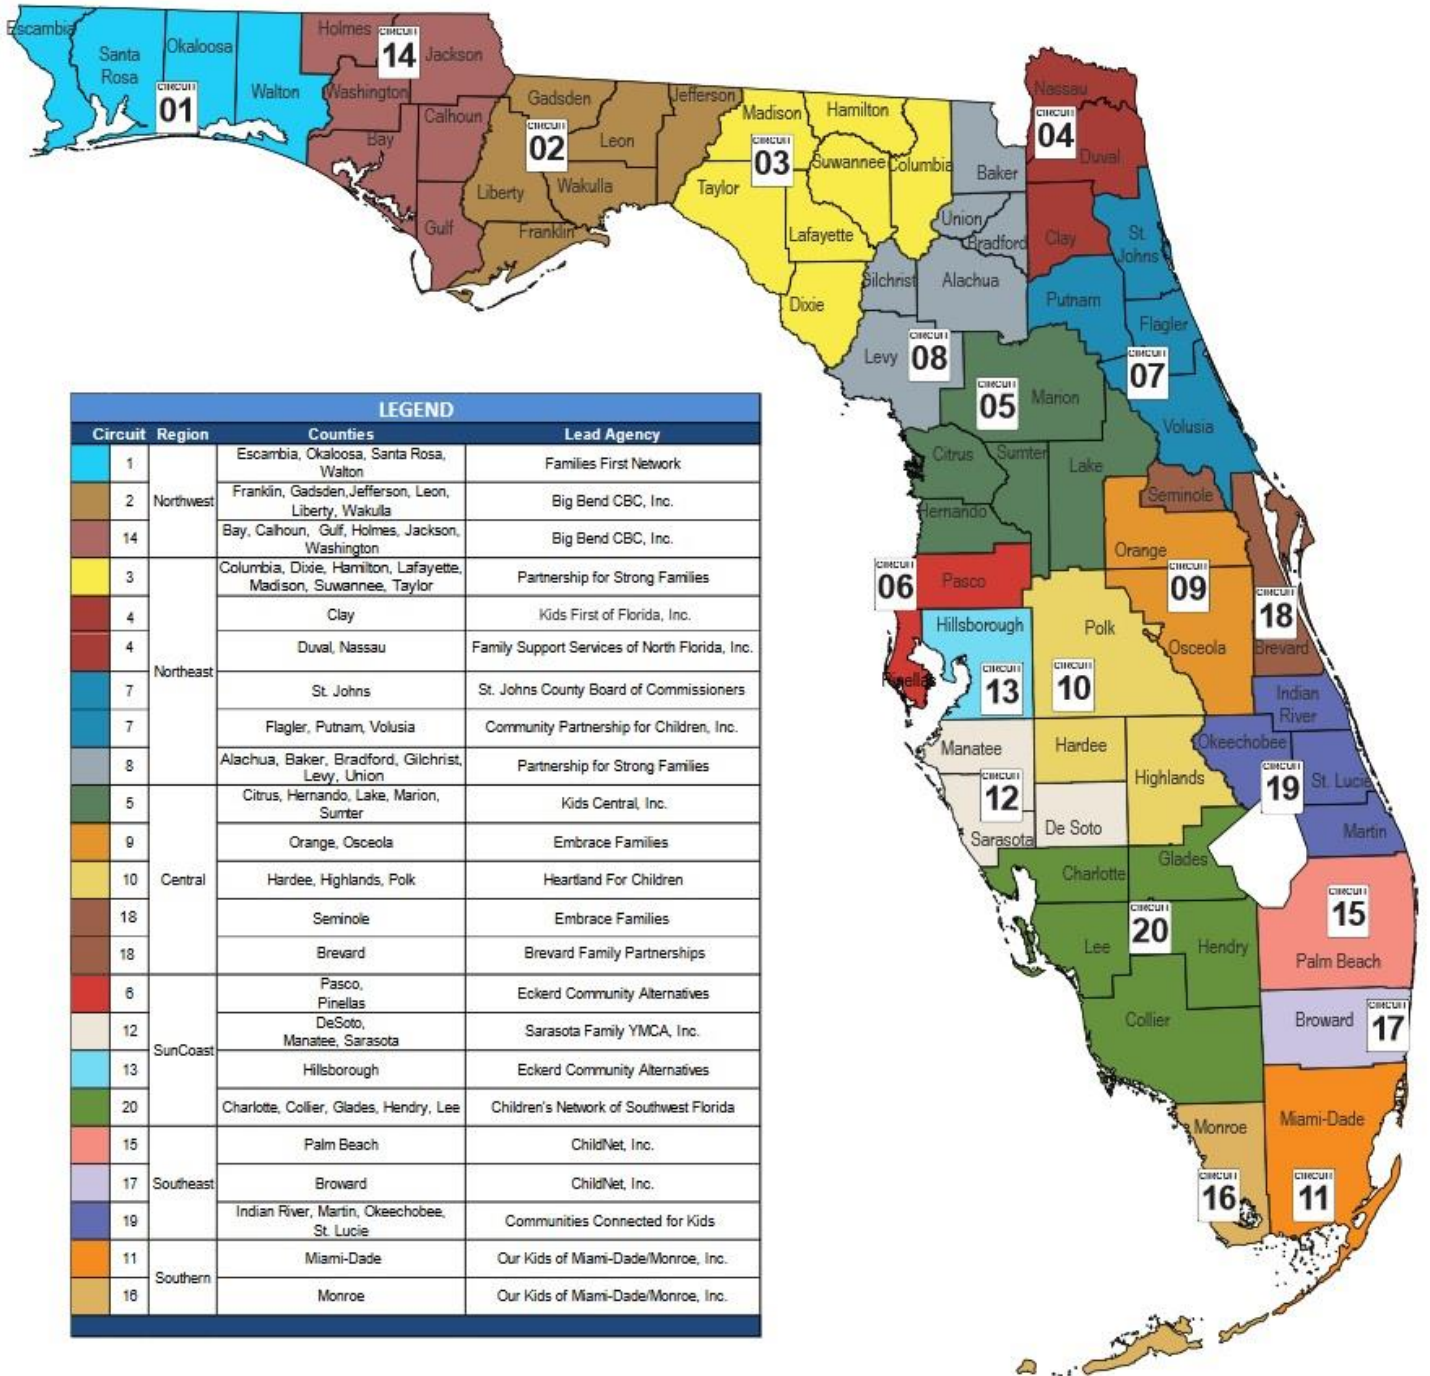 Escambia
Santa
Rosa
Okaloosa
Walton
CIRCUIT
01
Holmes
CIRCUIT
14
Jackson
Washington
Calhoun
Bay
Gulf
Gadsden
Jefferson
CIRCUIT
02
Leon
Liberty
Wakulla
Franklin
Madison
Hamilton
CIRCUIT
03
Suwannee
Columbia
Taylor
Lafayette
Dixie
Nassau
CIRCUIT
04
Duval
Baker
Union
Bradford
Clay
St.
Johns
Gilchrist
Alachua
Putnam
Flagler
Levy
CIRCUIT
08
CIRCUIT
07
CIRCUIT
05
Marion
Volusia
Citrus
Sumter
Lake
Seminole
Hernando
Orange
CIRCUIT
06
Pasco
CIRCUIT
09
CIRCUIT
18
Hillsborough
Polk
Osceola
Brevard
Pinellas
CIRCUIT
13
CIRCUIT
10
Indian
River
Manatee
Hardee
Okeechobee
Highlands
CIRCUIT
19
St. Lucie
CIRCUIT
12
Sarasota
De Soto
Martin
Charlotte
Glades
CIRCUIT
15
CIRCUIT
20
Lee
Hendry
Palm Beach
Collier
Broward
CIRCUIT
17
Monroe
Miami-Dade
CIRCUIT
16
CIRCUIT
11
LEGEND
Circuit Region Counties Lead Agency
1 Escambia, Okaloosa, Santa Rosa,
Walton Families First Network
Northwest
2 Franklin, Gadsden,Jefferson, Leon,
Liberty, Wakulla Big Bend CBC, Inc.
14 Bay, Calhoun, Gulf, Holmes, Jackson,
Washington Big Bend CBC, Inc.
3 Columbia, Dixie, Hamilton, Lafayette,
Madison, Suwannee, Taylor Partnership for Strong Families
4 Clay Kids First of Florida, Inc.
4 Duval, Nassau Family Support Services of North Florida, Inc.
Northeast
7 St. Johns St. Johns County Board of Commissioners
7 Flagler, Putnam, Volusia Community Partnership for Children, Inc.
8 Alachua, Baker, Bradford, Gilchrist,
Levy, Union Partnership for Strong Families
5 Citrus, Hernando, Lake, Marion,
Sumter Kids Central, Inc.
9 Orange, Osceola Embrace Families
10 Central Hardee, Highlands, Polk Heartland For Children
18 Seminole Embrace Families
18 Brevard Brevard Family Partnerships
6 Pasco,
Pinellas Eckerd Community Alternatives
12 DeSoto,
Manatee, Sarasota Sarasota Family YMCA, Inc.
SunCoast
13 Hillsborough Eckerd Community Alternatives
20 Charlotte, Collier, Glades, Hendry, Lee Children's Network of Southwest Florida
15 Palm Beach ChildNet, Inc.
17 Southeast Broward ChildNet, Inc.
19 Indian River, Martin, Okeechobee,
St. Lucie Communities Connected for Kids
11 Miami-Dade Our Kids of Miami-Dade/Monroe, Inc.
Southern
16 Monroe Our Kids of Miami-Dade/Monroe, Inc.